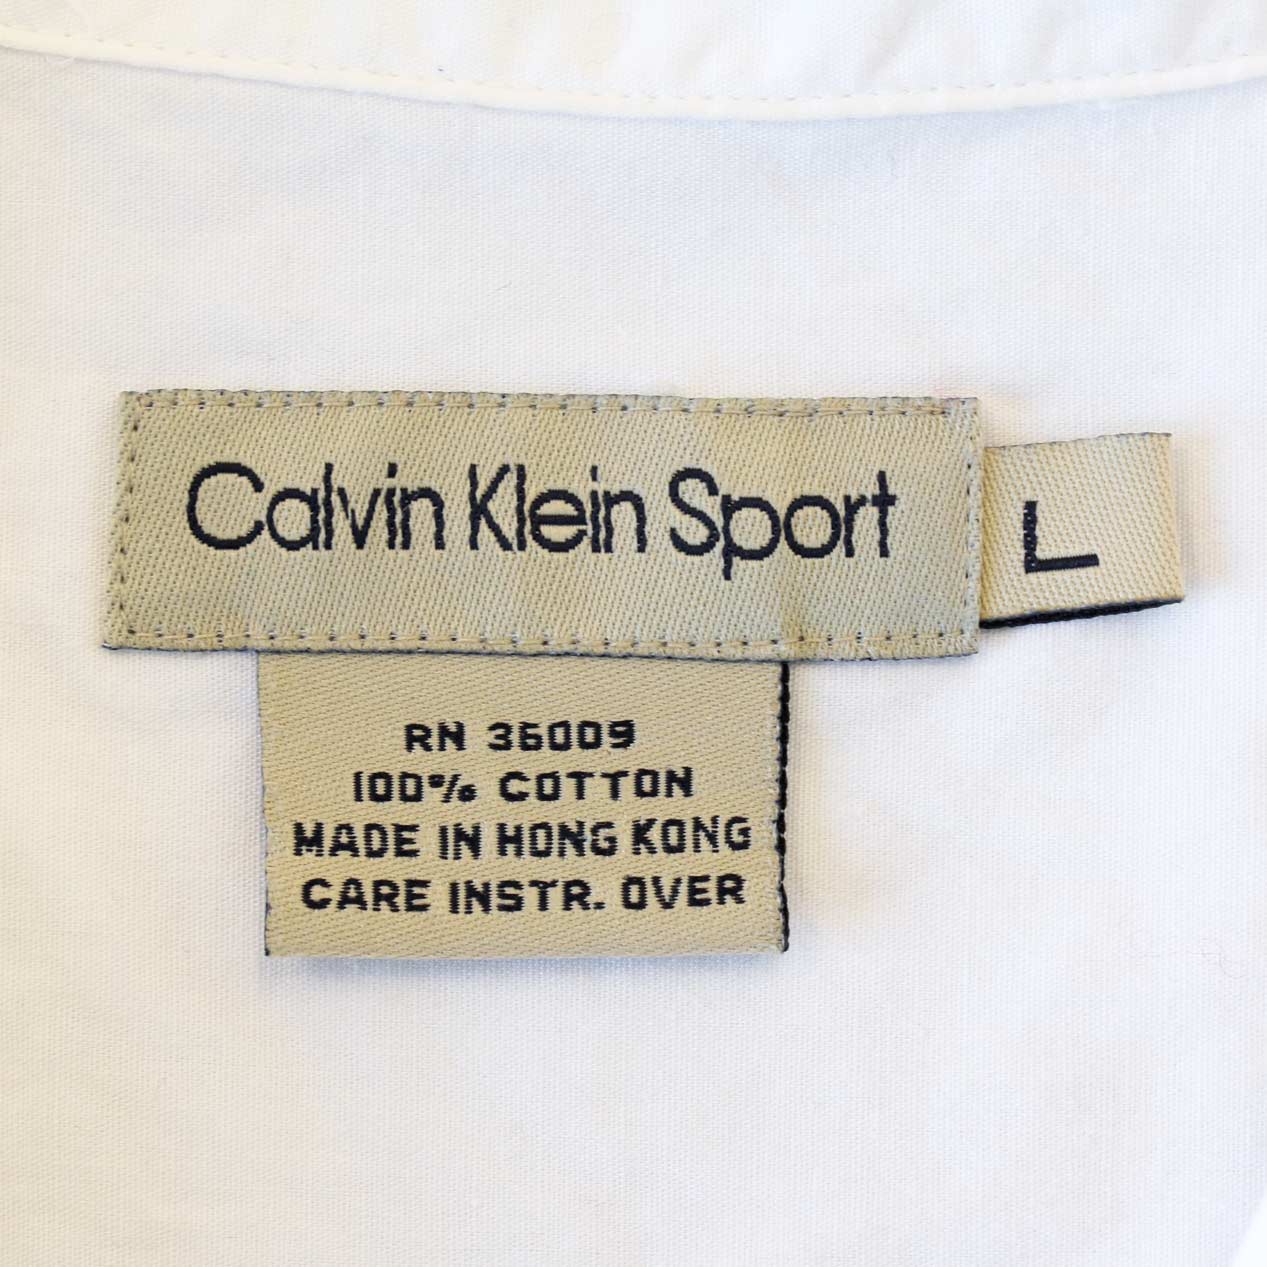 Calvin Klein Sport
L
RN 36009
100% COTTON
MADE IN HONG KONG
CARE INSTR. OVER